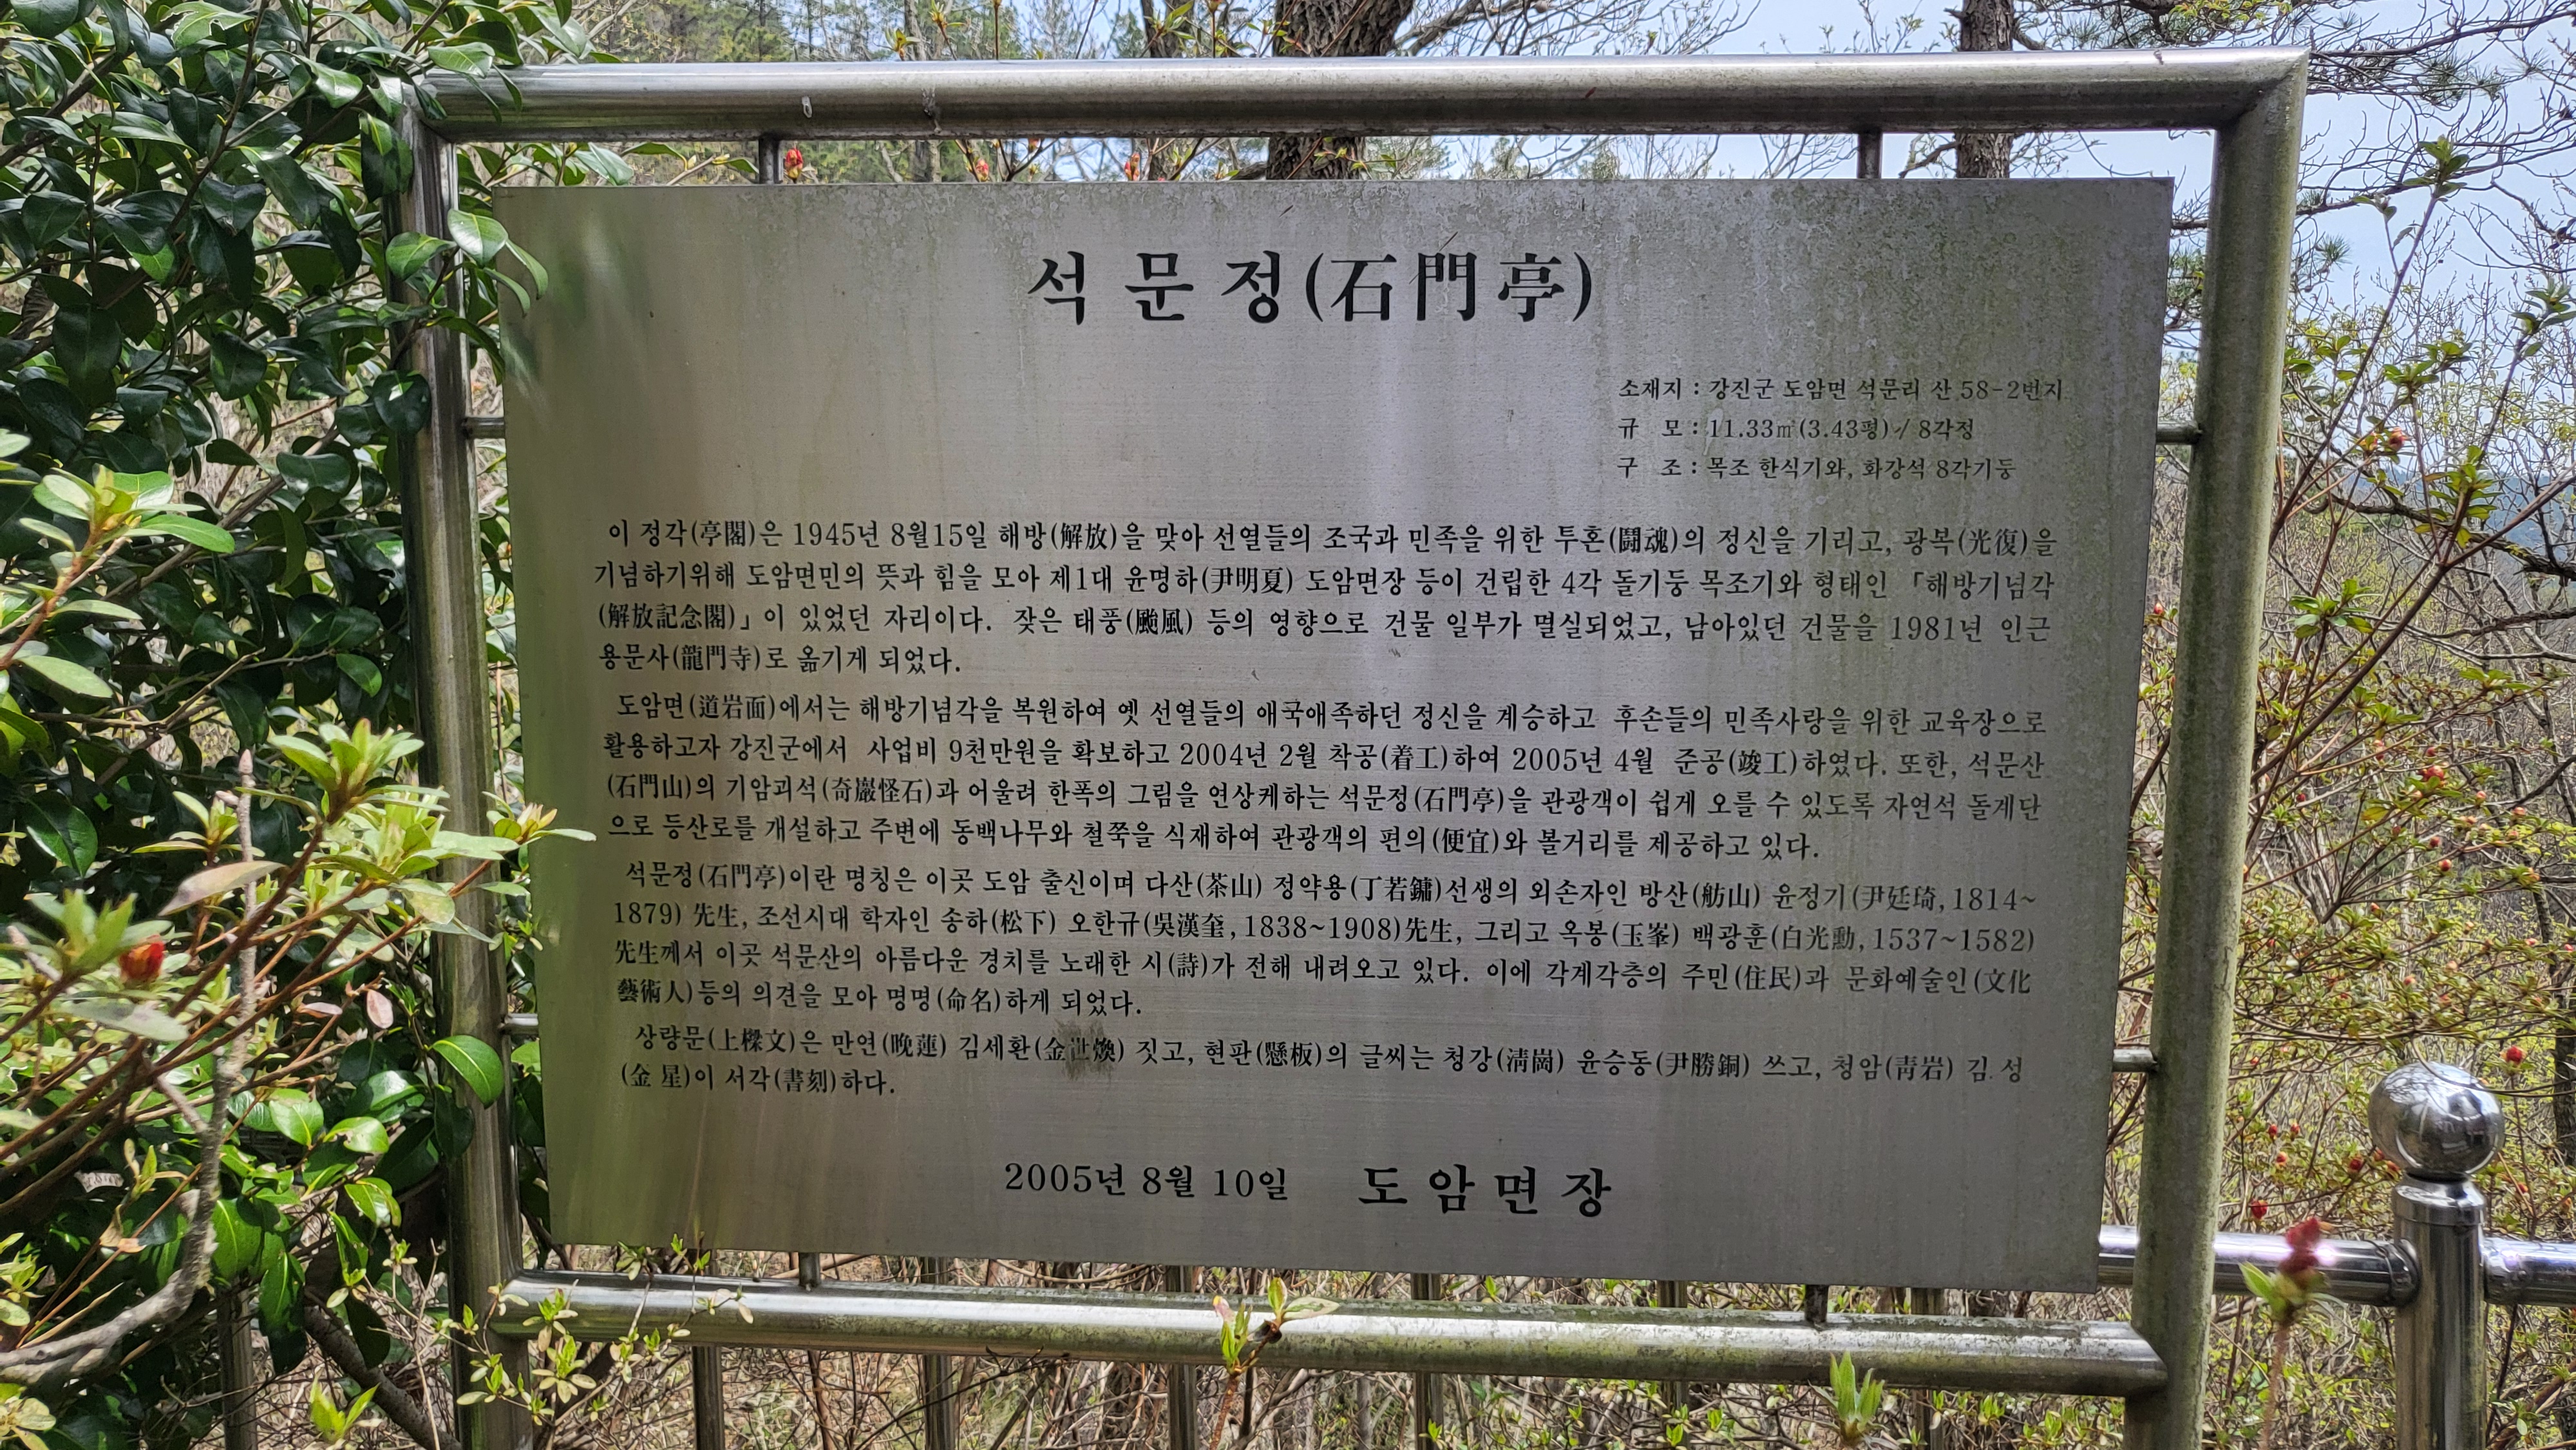 석문정(石門亭)
소재지 : 강진군 도암면 석문리 산 58-2번지
규 모 : 11.33㎡(3.43평) / 8각정
구 조 : 목조 한식기와, 화강석 8각기둥
이 정각(亭閣)은 1945년 8월15일 해방(解放)을 맞아 선열들의 조국과 민족을 위한 투혼(鬪魂)의 정신을 기리고, 광복(光復)을
기념하기위해 도암면민의 뜻과 힘을 모아 제1대 윤명하(尹明夏) 도암면장 등이 건립한 4각 돌기둥 목조기와 형태인 「해방기념각
(解放記念閣)」이 있었던 자리이다. 잦은 태풍(颱風) 등의 영향으로 건물 일부가 멸실되었고, 남아있던 건물을 1981년 인근
용문사(龍門寺)로 옮기게 되었다.
도암면(道岩面)에서는 해방기념각을 복원하여 옛 선열들의 애국애족하던 정신을 계승하고 후손들의 민족사랑을 위한 교육장으로
활용하고자 강진군에서 사업비 9천만원을 확보하고 2004년 2월 착공(着工)하여 2005년 4월 준공(竣工)하였다. 또한, 석문산
(石門山)의 기암괴석(奇巖怪石)과 어울려 한폭의 그림을 연상케하는 석문정(石門亭)을 관광객이 쉽게 오를 수 있도록 자연석 돌계단
으로 등산로를 개설하고 주변에 동백나무와 철쭉을 식재하여 관광객의 편의(便宜)와 볼거리를 제공하고 있다.
석문정(石門亭)이란 명칭은 이곳 도암 출신이며 다산(茶山) 정약용(丁若鏞)선생의 외손자인 방산(舫山) 윤정기(尹廷琦, 1814~
1879) 先生, 조선시대 학자인 송하(松下) 오한규(吳漢奎, 1838~1908)先生, 그리고 옥봉(玉峯) 백광훈(白光勳, 1537~1582)
先生께서 이곳 석문산의 아름다운 경치를 노래한 시(詩)가 전해 내려오고 있다. 이에 각계각층의 주민(住民)과 문화예술인(文化
藝術人)등의 의견을 모아 명명(命名)하게 되었다.
상량문(上樑文)은 만연(晚蓮) 김세환(金世煥) 짓고, 현판(懸板)의 글씨는 청강(淸崗) 윤승동(尹勝銅) 쓰고, 청암(靑岩) 김 성
(金 星)이 서각(書刻)하다.
2005년 8월 10일 도암면장